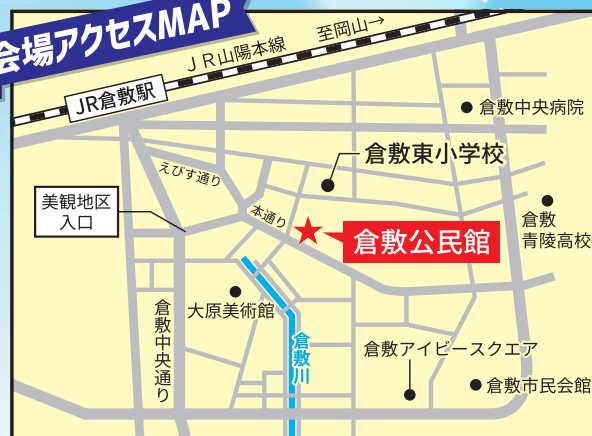 会場アクセスMAP
至岡山→
JR山陽本線
JR倉敷駅
倉敷中央病院
倉敷東小学校
えびす通り
美観地区
入口
本通り
倉敷公民館
倉敷
青陵高校
大原美術館
倉敷中央通り
倉敷川
倉敷アイビースクエア
倉敷市民会館